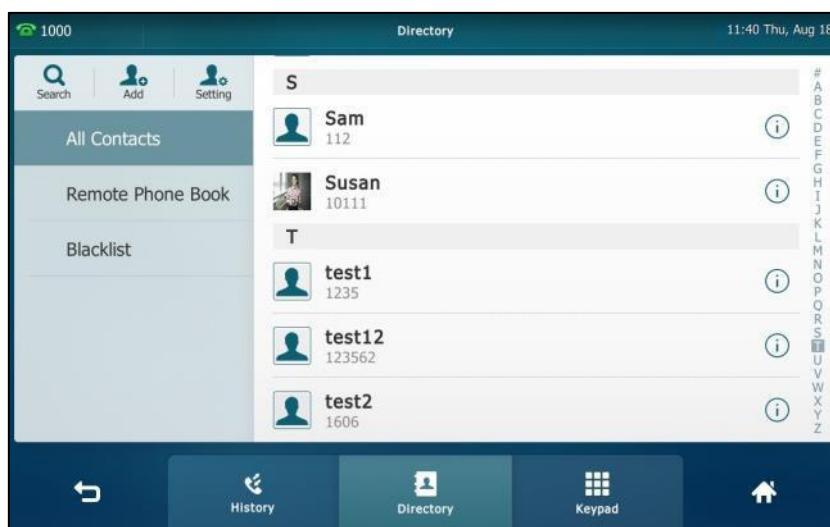 1000
Directory
11:40 Thu, Aug 18
Search
Add
Setting
All Contacts
Remote Phone Book
Blacklist
S
Sam
112
Susan
10111
T
test1
1235
test12
123562
test2
1606
#
A
B
C
D
E
F
G
H
I
J
K
L
M
N
O
P
Q
R
S
T
U
V
W
X
Y
Z
History
Directory
Keypad